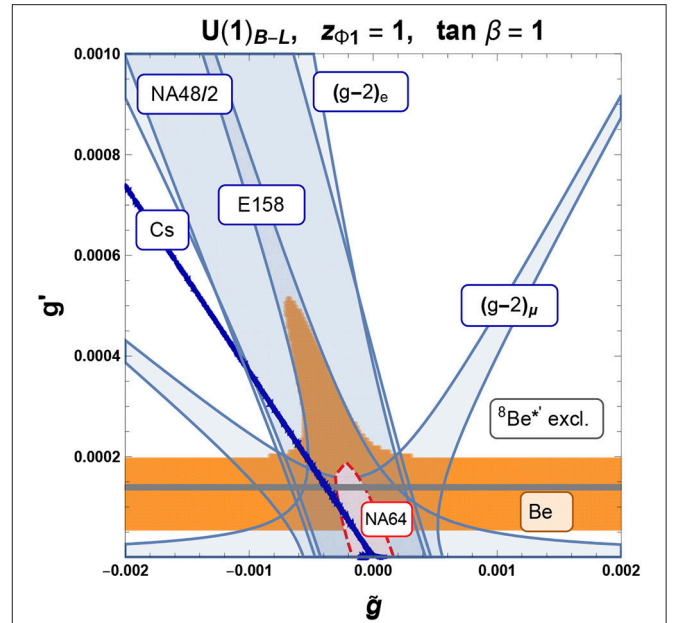 U(1)B−L, zΦ1 = 1, tan β = 1
0.0010
NA48/2
(g−2)e
0.0008
E158
Cs
0.0006
g'
(g−2)μ
0.0004
⁸Be*' excl.
0.0002
NA64
Be
−0.002
−0.001
0.000
0.001
0.002
g̃